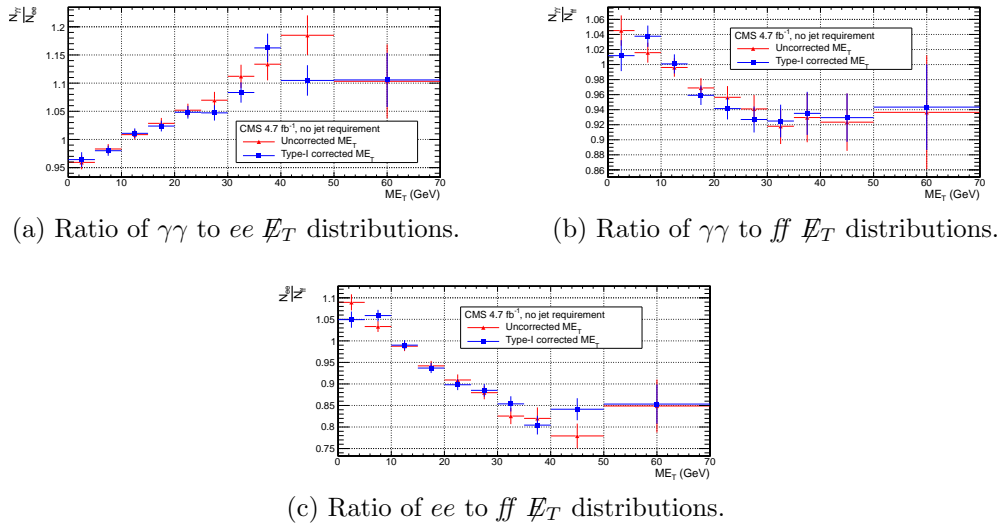 Nγγ/Nee
1.2
1.15
1.1
1.05
1
0.95
CMS 4.7 fb⁻¹, no jet requirement
Uncorrected ME_T
Type-I corrected ME_T
0 10 20 30 40 50 60 70
ME_T (GeV)
(a) Ratio of γγ to ee E̸_T distributions.
Nγγ/Nff
1.06
1.04
1.02
1
0.98
0.96
0.94
0.92
0.9
0.88
0.86
CMS 4.7 fb⁻¹, no jet requirement
Uncorrected ME_T
Type-I corrected ME_T
0 10 20 30 40 50 60 70
ME_T (GeV)
(b) Ratio of γγ to ff E̸_T distributions.
Nee/Nff
1.1
1.05
1
0.95
0.9
0.85
0.8
0.75
CMS 4.7 fb⁻¹, no jet requirement
Uncorrected ME_T
Type-I corrected ME_T
0 10 20 30 40 50 60 70
ME_T (GeV)
(c) Ratio of ee to ff E̸_T distributions.